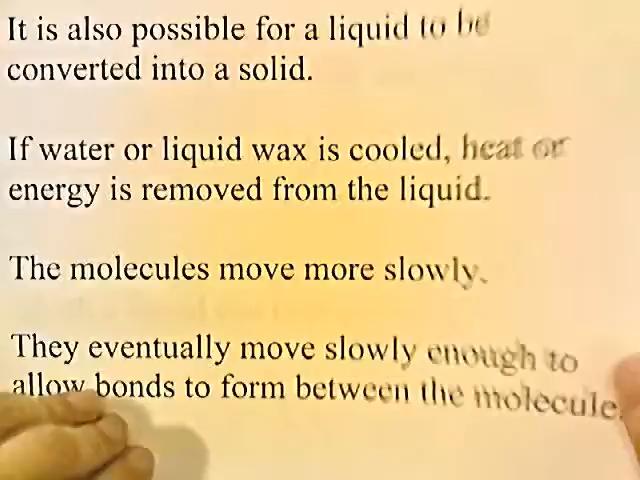 It is also possible for a liquid to be
converted into a solid.
If water or liquid wax is cooled, heat or
energy is removed from the liquid.
The molecules move more slowly.
They eventually move slowly enough to
allow bonds to form between the molecule.